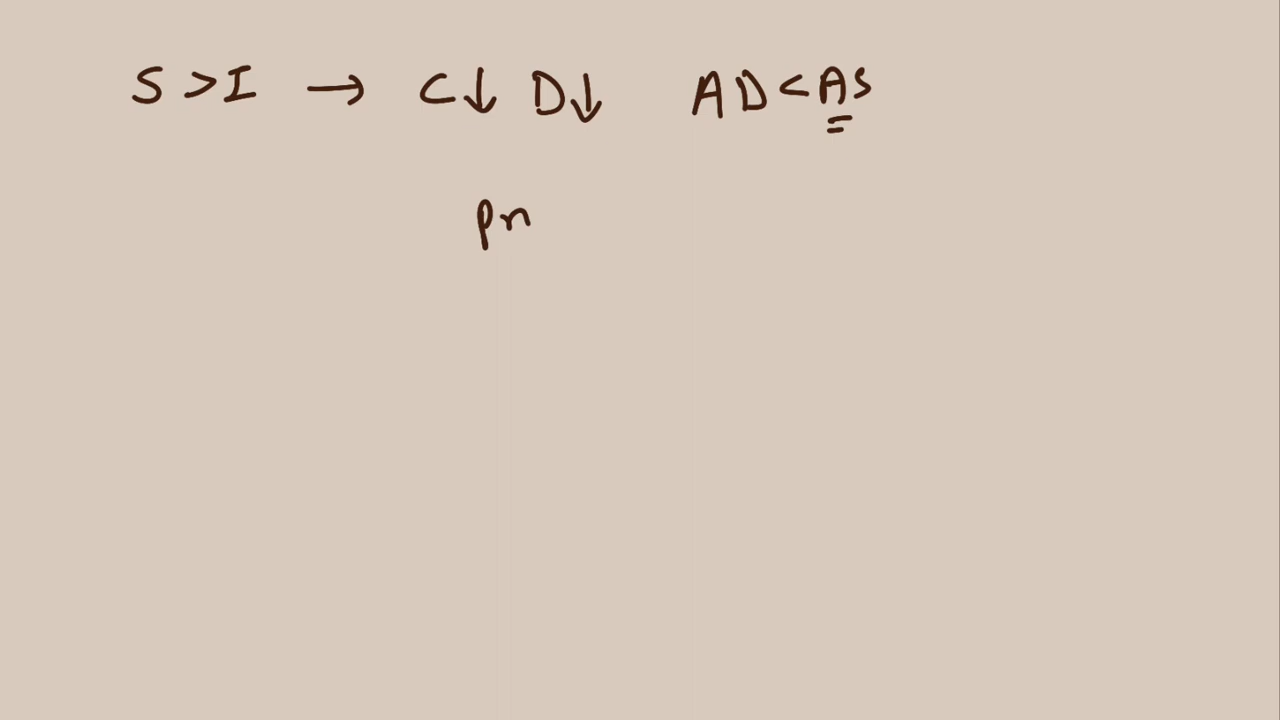 S > I → C↓ D↓ AD < AS
pr